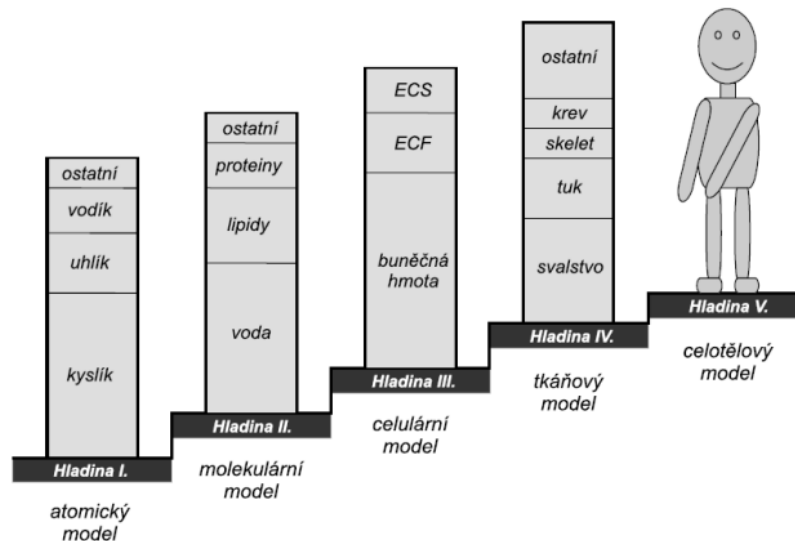 ostatní
vodík
uhlík
kyslík
Hladina I.
atomický
model
ostatní
proteiny
lipidy
voda
Hladina II.
molekulární
model
ECS
ECF
buněčná
hmota
Hladina III.
celulární
model
ostatní
krev
skelet
tuk
svalstvo
Hladina IV.
tkáňový
model
Hladina V.
celotělový
model